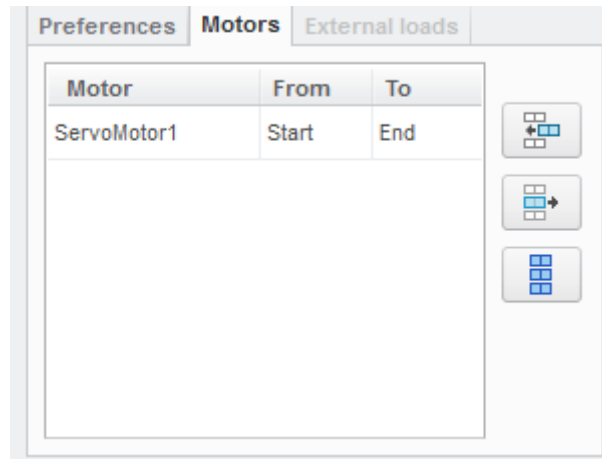 Preferences Motors External loads
Motor From To
ServoMotor1 Start End